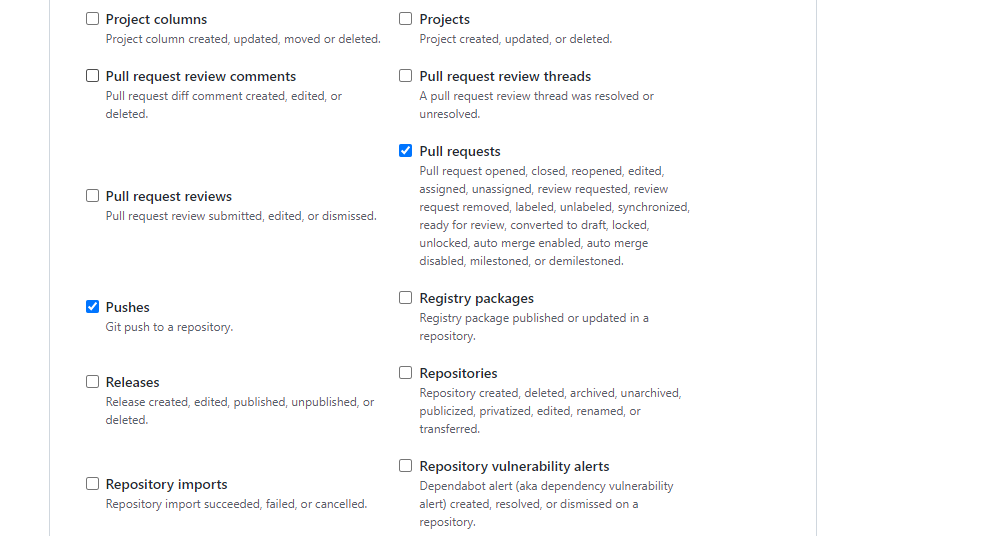 Project columns
Project column created, updated, moved or deleted.
Projects
Project created, updated, or deleted.
Pull request review comments
Pull request diff comment created, edited, or
deleted.
Pull request review threads
A pull request review thread was resolved or
unresolved.
Pull request reviews
Pull request review submitted, edited, or dismissed.
Pull requests
Pull request opened, closed, reopened, edited,
assigned, unassigned, review requested, review
request removed, labeled, unlabeled, synchronized,
ready for review, converted to draft, locked,
unlocked, auto merge enabled, auto merge
disabled, milestoned, or demilestoned.
Pushes
Git push to a repository.
Registry packages
Registry package published or updated in a
repository.
Releases
Release created, edited, published, unpublished, or
deleted.
Repositories
Repository created, deleted, archived, unarchived,
publicized, privatized, edited, renamed, or
transferred.
Repository imports
Repository import succeeded, failed, or cancelled.
Repository vulnerability alerts
Dependabot alert (aka dependency vulnerability
alert) created, resolved, or dismissed on a
repository.